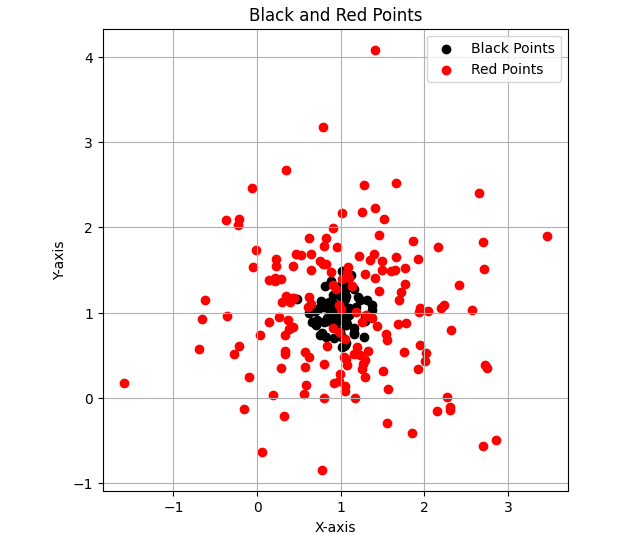 Black and Red Points
Black Points
Red Points
4
3
2
1
0
−1
Y-axis
−1 0 1 2 3
X-axis